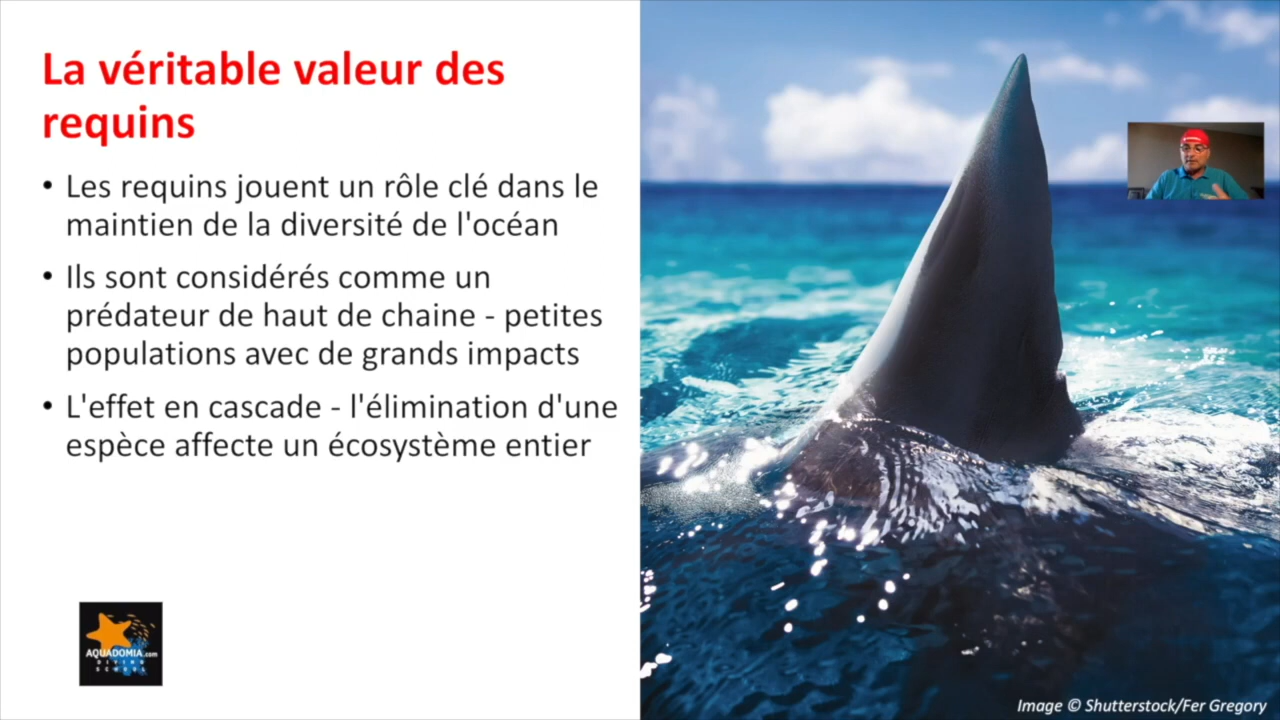 La véritable valeur des
requins
• Les requins jouent un rôle clé dans le
maintien de la diversité de l'océan
• Ils sont considérés comme un
prédateur de haut de chaine - petites
populations avec de grands impacts
• L'effet en cascade - l'élimination d'une
espèce affecte un écosystème entier
AQUADOMIA.com
DIVING
SCHOOL
Image © Shutterstock/Fer Gregory